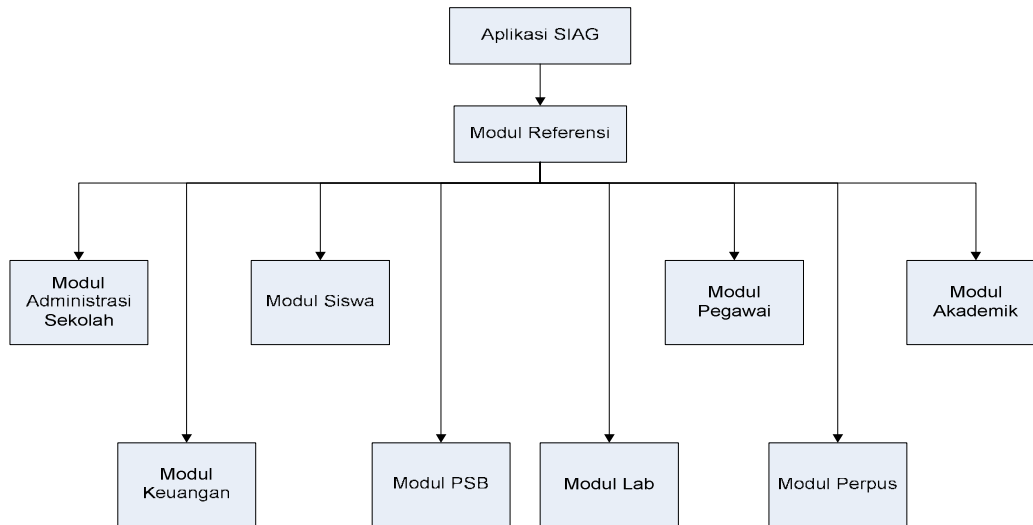 Aplikasi SIAG
Modul Referensi
Modul
Administrasi
Sekolah
Modul Siswa
Modul
Pegawai
Modul
Akademik
Modul
Keuangan
Modul PSB
Modul Lab
Modul Perpus